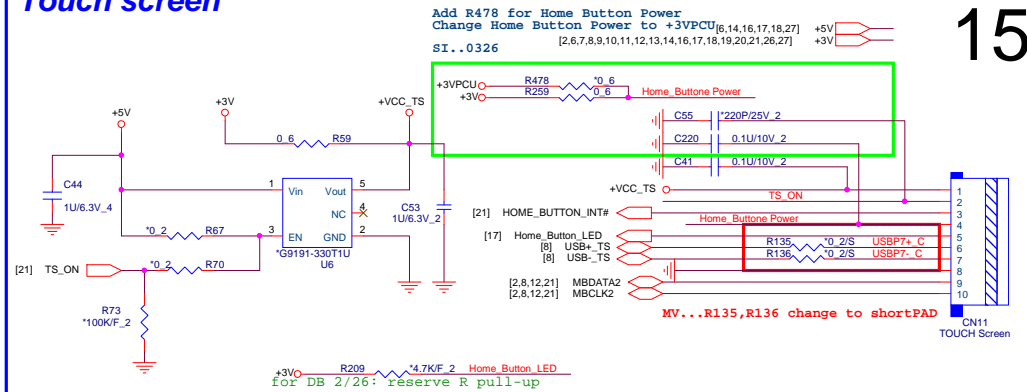 Touch screen
15
Add R478 for Home Button Power
Change Home Button Power to +3VPCU
SI..0326
[6,14,16,17,18,27] +5V
[2,6,7,8,9,10,11,12,13,14,16,17,18,19,20,21,26,27] +3V
+3VPCU R478 *0_6
+3V R259 0_6 Home_Buttone Power
C55 *220P/25V_2
C220 0.1U/10V_2
C41 0.1U/10V_2
+5V
+3V
+VCC_TS
0_6 R59
C44
1U/6.3V_4
1 Vin Vout 5
NC 4
3 EN GND 2
*G9191-330T1U
U6
C53
1U/6.3V_2
*0_2 R67
[21] TS_ON *0_2 R70
R73
*100K/F_2
+VCC_TS 1
TS_ON 2
[21] HOME_BUTTON_INT# 3
Home_Buttone Power 4
[17] Home_Button_LED 5
[8] USB+_TS R135 *0_2/S USBP7+_C 6
[8] USB-_TS R136 *0_2/S USBP7-_C 7
8
[2,8,12,21] MBDATA2 9
[2,8,12,21] MBCLK2 10
MV...R135,R136 change to shortPAD
CN11
TOUCH Screen
+3V R209 *4.7K/F_2 Home_Button_LED
for DB 2/26: reserve R pull-up